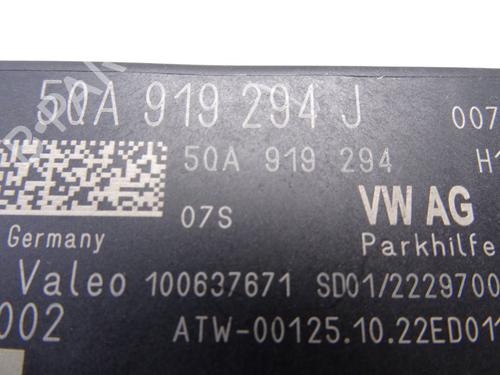 5QA 919 294 J 007
5QA 919 294 H1
07S VW AG
Germany Parkhilfe
Valeo 100637671 SD01/2229700
002 ATW-00125.10.22ED011